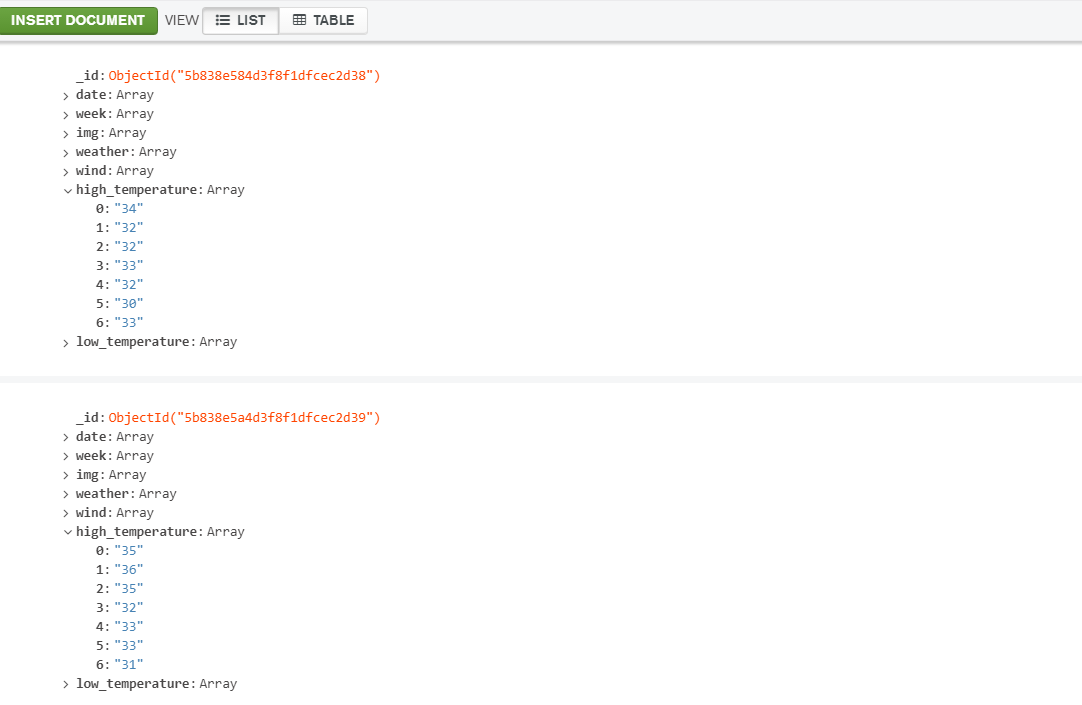 INSERT DOCUMENT VIEW LIST TABLE
_id: ObjectId("5b838e584d3f8f1dfcec2d38")
date: Array
week: Array
img: Array
weather: Array
wind: Array
high_temperature: Array
0: "34"
1: "32"
2: "32"
3: "33"
4: "32"
5: "30"
6: "33"
low_temperature: Array
_id: ObjectId("5b838e5a4d3f8f1dfcec2d39")
date: Array
week: Array
img: Array
weather: Array
wind: Array
high_temperature: Array
0: "35"
1: "36"
2: "35"
3: "32"
4: "33"
5: "33"
6: "31"
low_temperature: Array